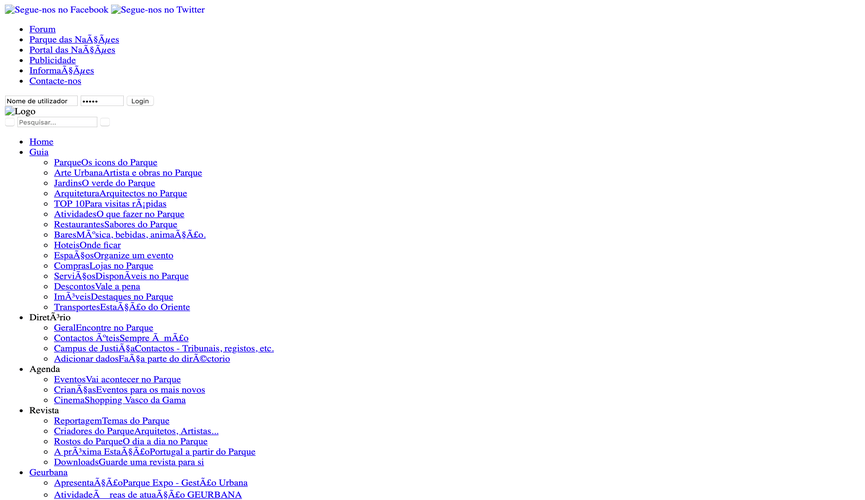 Segue-nos no Facebook Segue-nos no Twitter
Forum
Parque das NaÃ§Ãµes
Portal das NaÃ§Ãµes
Publicidade
InformaÃ§Ãµes
Contacte-nos
Nome de utilizador ••••• Login
Logo
Pesquisar...
Home
Guia
ParqueOs icons do Parque
Arte UrbanaArtista e obras no Parque
JardinsO verde do Parque
ArquiteturaArquitectos no Parque
TOP 10Para visitas rÃ¡pidas
AtividadesO que fazer no Parque
RestaurantesSabores do Parque
BaresMÃºsica, bebidas, animaÃ§Ã£o.
HoteisOnde ficar
EspaÃ§osOrganize um evento
ComprasLojas no Parque
ServiÃ§osDisponÃveis no Parque
DescontosVale a pena
ImÃ³veisDestaques no Parque
TransportesEstaÃ§Ã£o do Oriente
DiretÃ³rio
GeralEncontre no Parque
Contactos ÃºteisSempre Ã  mÃ£o
Campus de JustiÃ§aContactos - Tribunais, registos, etc.
Adicionar dadosFaÃ§a parte do dirÃ©ctorio
Agenda
EventosVai acontecer no Parque
CrianÃ§asEventos para os mais novos
CinemaShopping Vasco da Gama
Revista
ReportagemTemas do Parque
Criadores do ParqueArquitetos, Artistas...
Rostos do ParqueO dia a dia no Parque
A prÃ³xima EstaÃ§Ã£oPortugal a partir do Parque
DownloadsGuarde uma revista para si
Geurbana
ApresentaÃ§Ã£oParque Expo - GestÃ£o Urbana
AtividadeÃ reas de atuaÃ§Ã£o GEURBANA